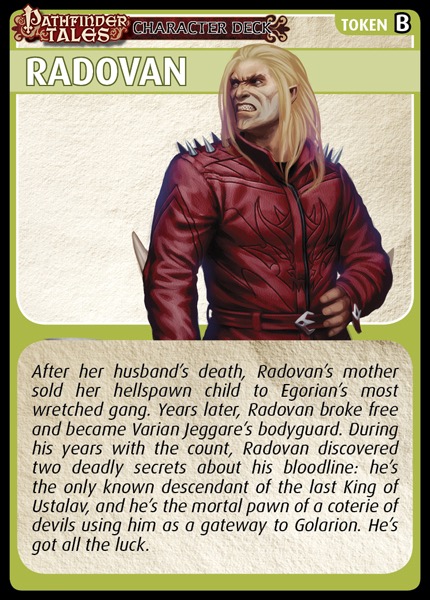 PATHFINDER
TALES
CHARACTER DECK
TOKEN B
RADOVAN
After her husband's death, Radovan's mother
sold her hellspawn child to Egorian's most
wretched gang. Years later, Radovan broke free
and became Varian Jeggare's bodyguard. During
his years with the count, Radovan discovered
two deadly secrets about his bloodline: he's
the only known descendant of the last King of
Ustalav, and he's the mortal pawn of a coterie of
devils using him as a gateway to Golarion. He's
got all the luck.